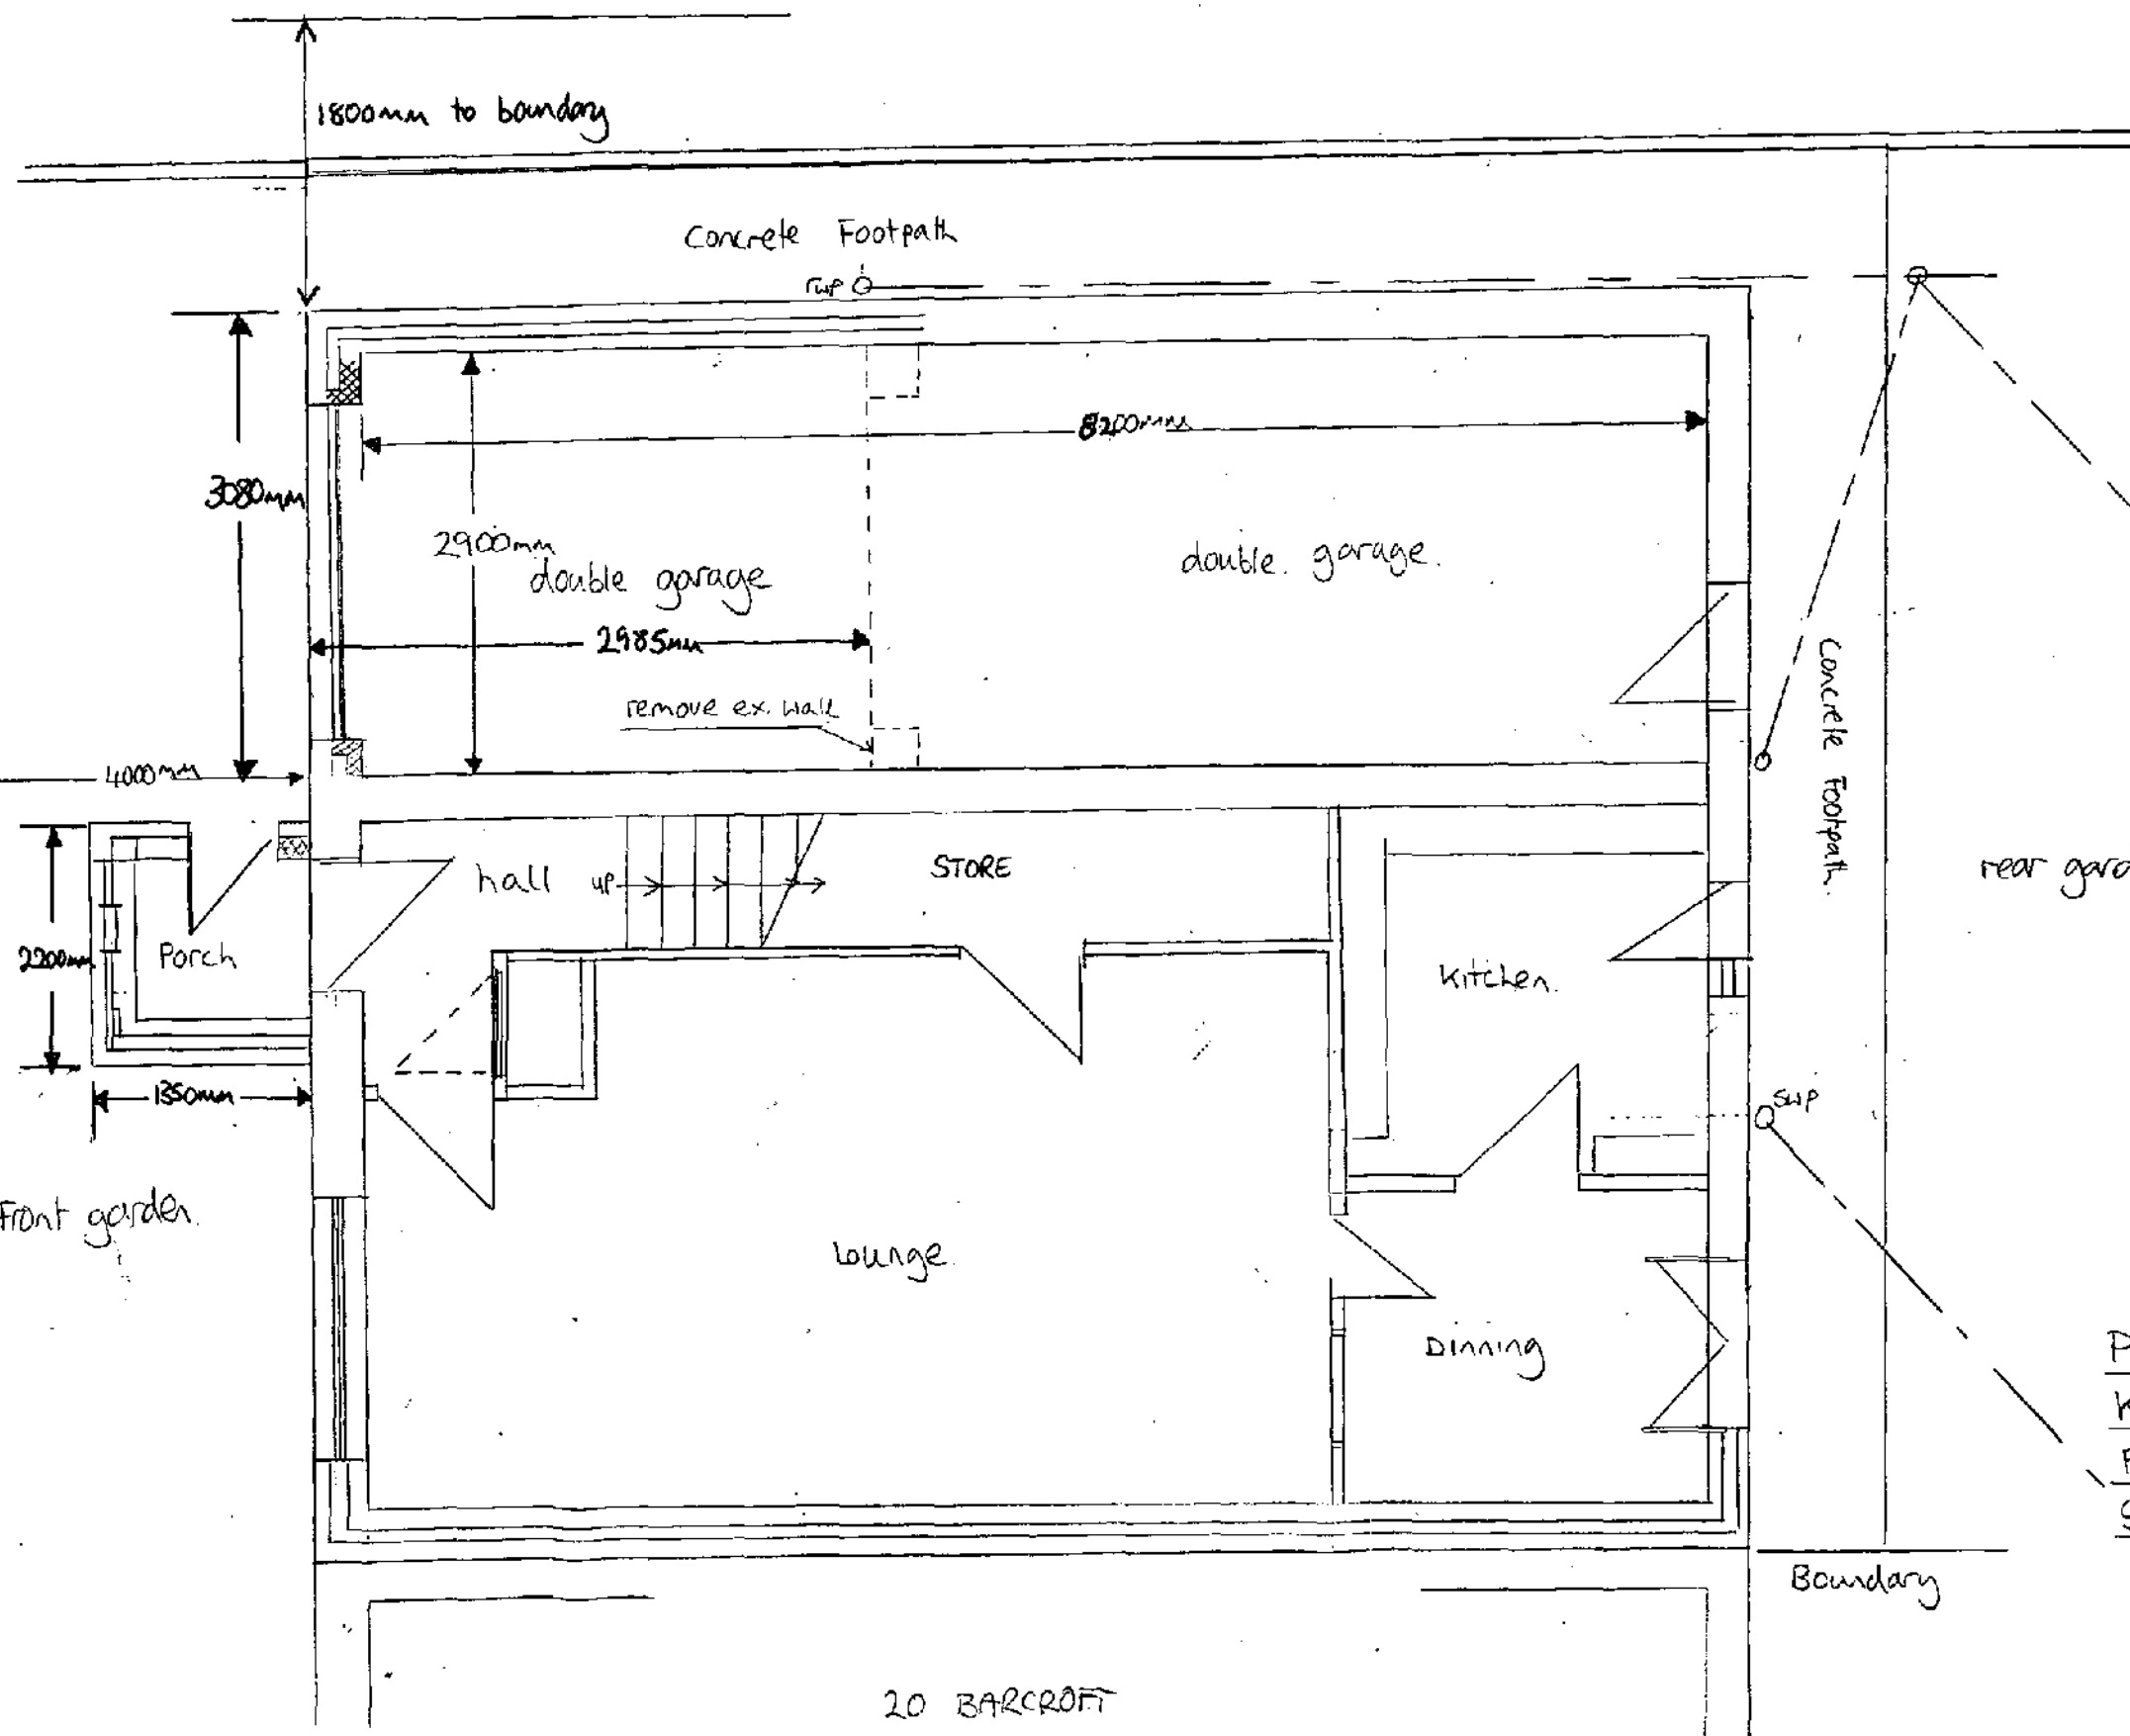 1800mm to boundary
Concrete Footpath
rwp
8200mm
3080mm
2900mm
double garage
double. garage.
2985mm
remove ex. wall
4000mm
Concrete Footpath.
hall
up
STORE
rear gard
Porch
2200mm
Kitchen.
1350mm
SWP
Front garden.
Lounge.
Dinning
Boundary
20 BARCROFT